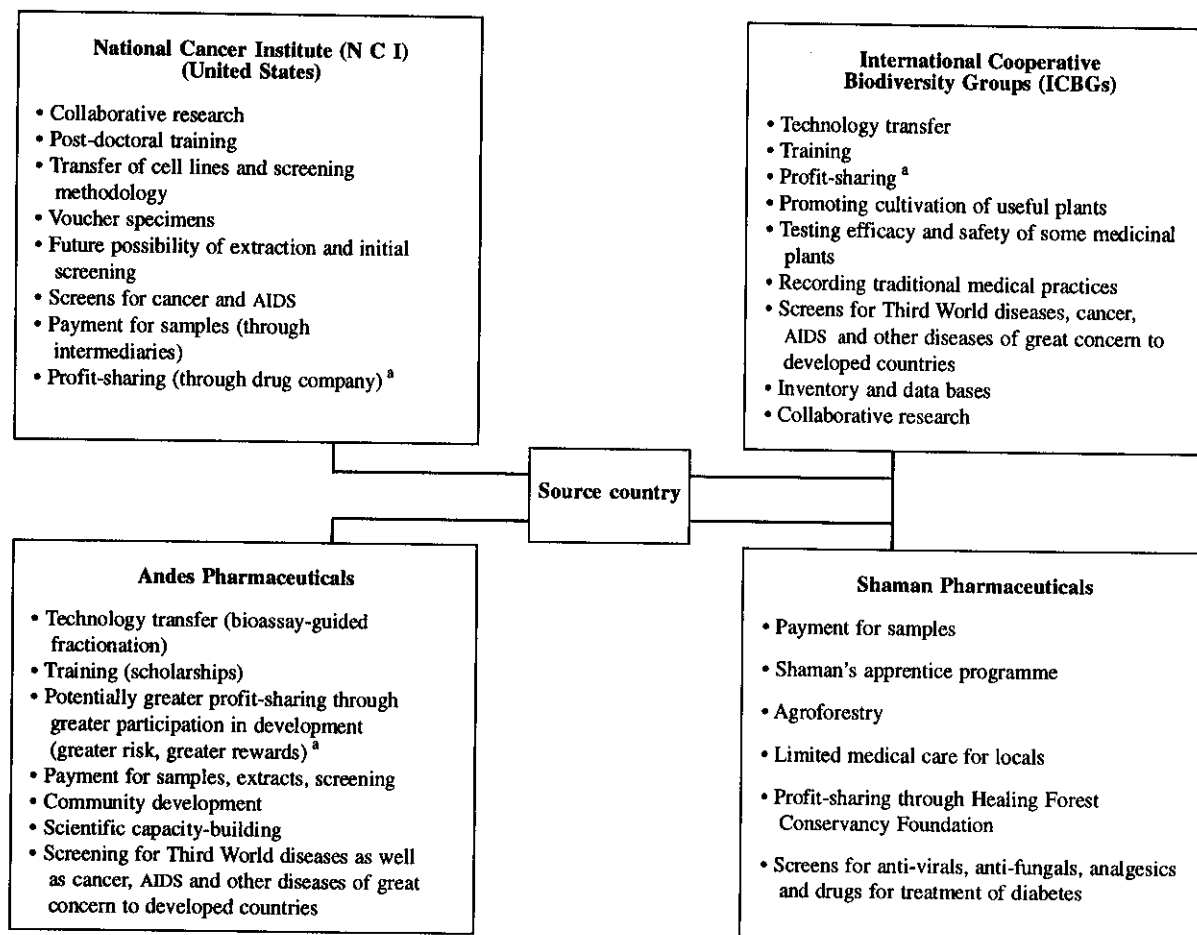 National Cancer Institute (N C I)
(United States)
• Collaborative research
• Post-doctoral training
• Transfer of cell lines and screening
methodology
• Voucher specimens
• Future possibility of extraction and initial
screening
• Screens for cancer and AIDS
• Payment for samples (through
intermediaries)
• Profit-sharing (through drug company) a
International Cooperative
Biodiversity Groups (ICBGs)
• Technology transfer
• Training
• Profit-sharing a
• Promoting cultivation of useful plants
• Testing efficacy and safety of some medicinal
plants
• Recording traditional medical practices
• Screens for Third World diseases, cancer,
AIDS and other diseases of great concern to
developed countries
• Inventory and data bases
• Collaborative research
Source country
Andes Pharmaceuticals
• Technology transfer (bioassay-guided
fractionation)
• Training (scholarships)
• Potentially greater profit-sharing through
greater participation in development
(greater risk, greater rewards) a
• Payment for samples, extracts, screening
• Community development
• Scientific capacity-building
• Screening for Third World diseases as well
as cancer, AIDS and other diseases of great
concern to developed countries
Shaman Pharmaceuticals
• Payment for samples
• Shaman's apprentice programme
• Agroforestry
• Limited medical care for locals
• Profit-sharing through Healing Forest
Conservancy Foundation
• Screens for anti-virals, anti-fungals, analgesics
and drugs for treatment of diabetes